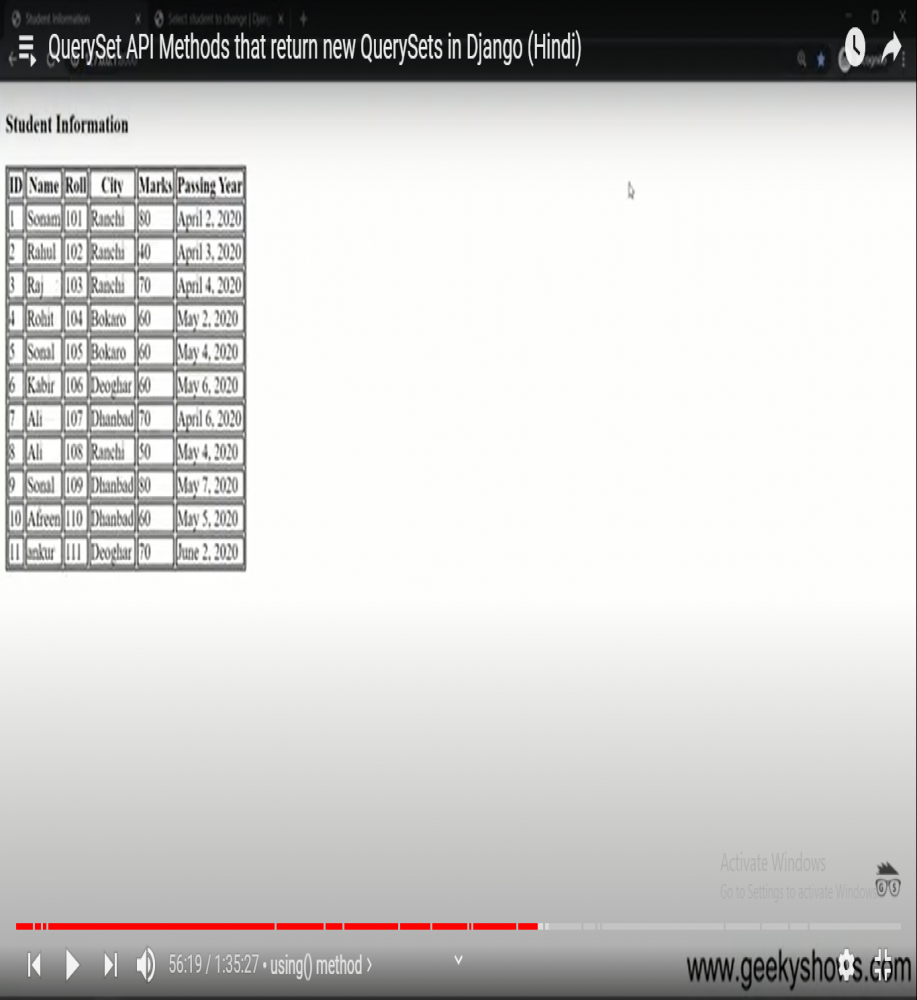 Student Information
Select student to change | Djan
QuerySet API Methods that return new QuerySets in Django (Hindi)
Student Information
ID Name Roll City Marks Passing Year
1 Sonam 101 Ranchi 80 April 2, 2020
2 Rahul 102 Ranchi 40 April 3, 2020
3 Raj 103 Ranchi 70 April 4, 2020
4 Rohit 104 Bokaro 60 May 2, 2020
5 Sonal 105 Bokaro 60 May 4, 2020
6 Kabir 106 Deoghar 60 May 6, 2020
7 Ali 107 Dhanbad 70 April 6, 2020
8 Ali 108 Ranchi 50 May 4, 2020
9 Sonal 109 Dhanbad 80 May 7, 2020
10 Afreen 110 Dhanbad 60 May 5, 2020
11 ankur 111 Deoghar 70 June 2, 2020
Activate Windows
Go to Settings to activate Windows
GS
56:19 / 1:35:27 • using() method >
www.geekyshows.com